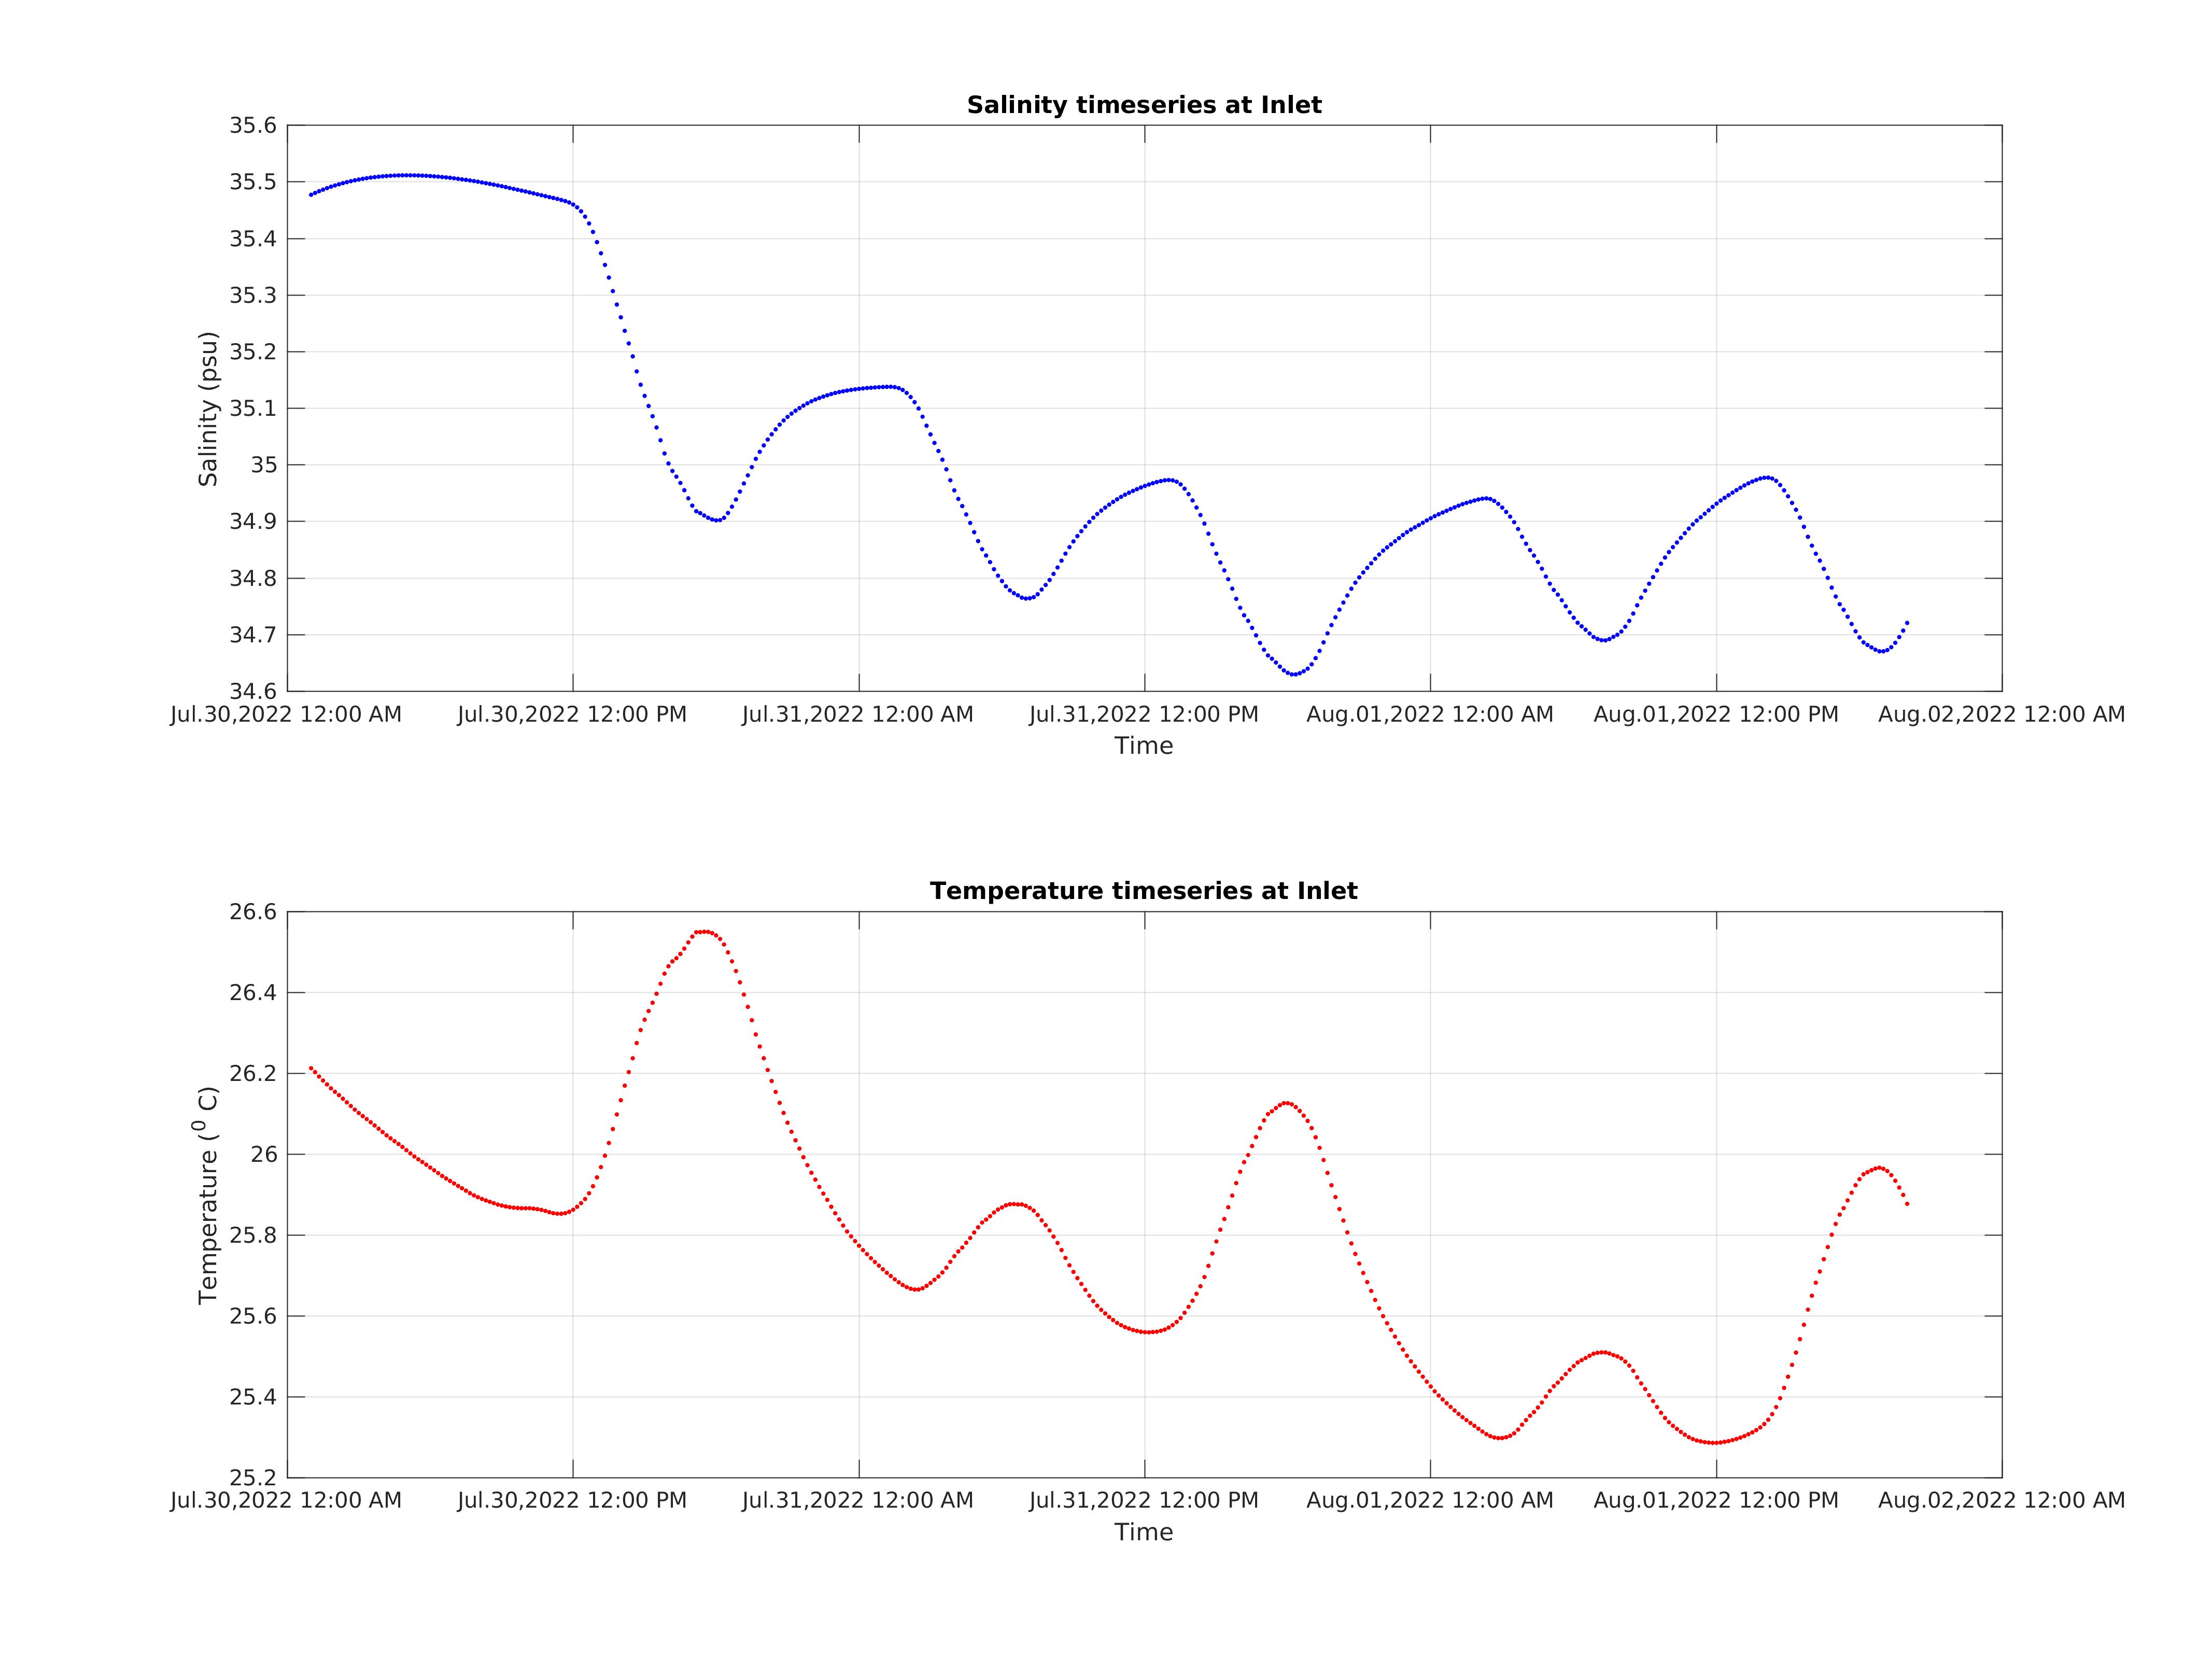 Salinity timeseries at Inlet
35.6
35.5
35.4
35.3
35.2
35.1
35
34.9
34.8
34.7
34.6
Salinity (psu)
Jul.30,2022 12:00 AM Jul.30,2022 12:00 PM Jul.31,2022 12:00 AM Jul.31,2022 12:00 PM Aug.01,2022 12:00 AM Aug.01,2022 12:00 PM Aug.02,2022 12:00 AM
Time
Temperature timeseries at Inlet
26.6
26.4
26.2
26
25.8
25.6
25.4
25.2
Temperature (⁰ C)
Jul.30,2022 12:00 AM Jul.30,2022 12:00 PM Jul.31,2022 12:00 AM Jul.31,2022 12:00 PM Aug.01,2022 12:00 AM Aug.01,2022 12:00 PM Aug.02,2022 12:00 AM
Time